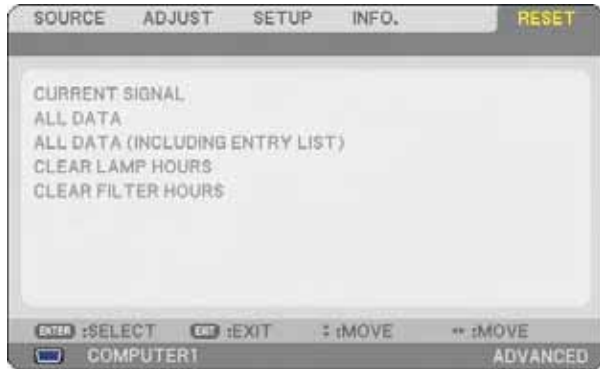 SOURCE ADJUST SETUP INFO. RESET
CURRENT SIGNAL
ALL DATA
ALL DATA (INCLUDING ENTRY LIST)
CLEAR LAMP HOURS
CLEAR FILTER HOURS
ENTER :SELECT EXIT :EXIT :MOVE :MOVE
COMPUTER1 ADVANCED